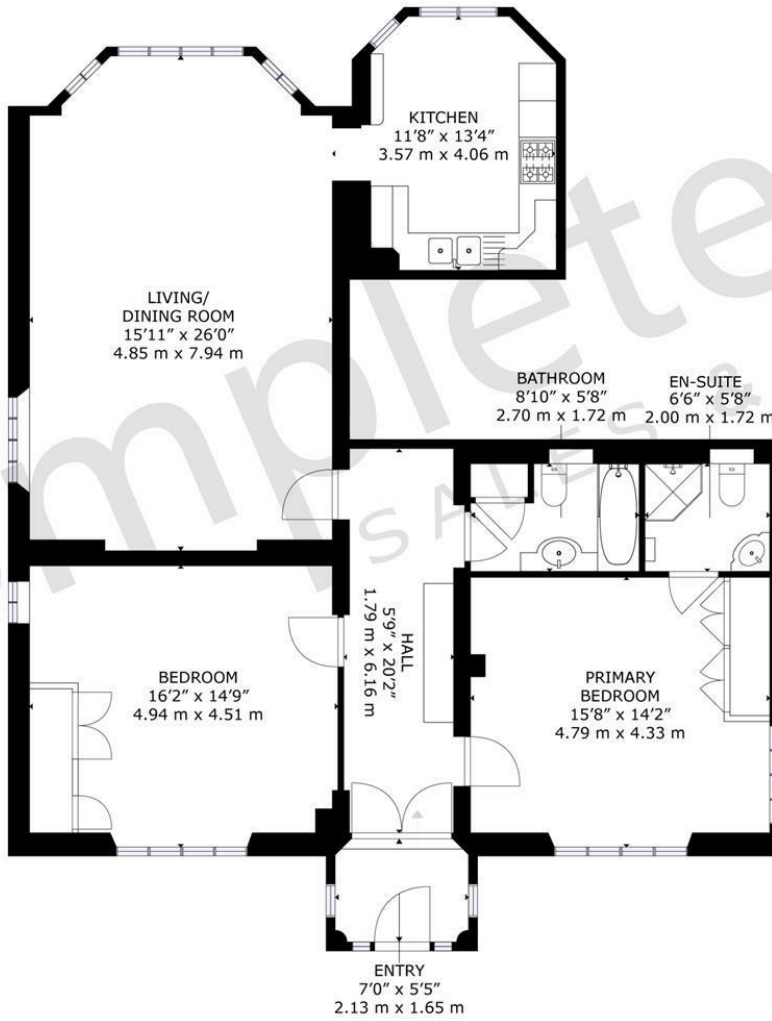 KITCHEN
11'8" x 13'4"
3.57 m x 4.06 m
LIVING/
DINING ROOM
15'11" x 26'0"
4.85 m x 7.94 m
BATHROOM
8'10" x 5'8"
2.70 m x 1.72 m
EN-SUITE
6'6" x 5'8"
2.00 m x 1.72 m
HALL
5'9" x 20'2"
1.79 m x 6.16 m
BEDROOM
16'2" x 14'9"
4.94 m x 4.51 m
PRIMARY
BEDROOM
15'8" x 14'2"
4.79 m x 4.33 m
ENTRY
7'0" x 5'5"
2.13 m x 1.65 m
mplete
SALES &